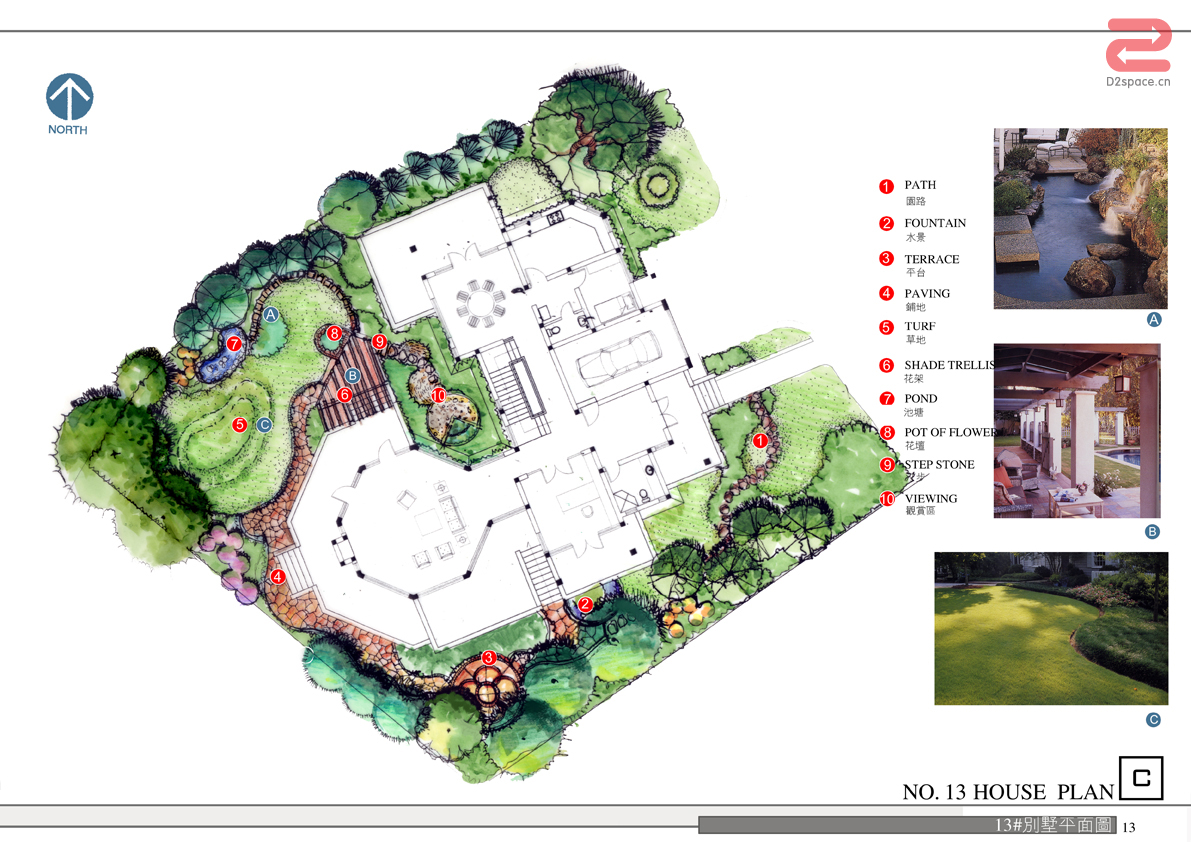 D2space.cn
NORTH
1 PATH
園路
2 FOUNTAIN
水景
3 TERRACE
平台
4 PAVING
鋪地
5 TURF
草地
6 SHADE TRELLIS
花架
7 POND
池塘
8 POT OF FLOWER
花壇
9 STEP STONE
10 VIEWING
觀賞區
A
B
C
A
8
7
9
B
6
10
5
C
1
4
2
3
NO. 13 HOUSE PLAN C
13#別墅平面圖 13